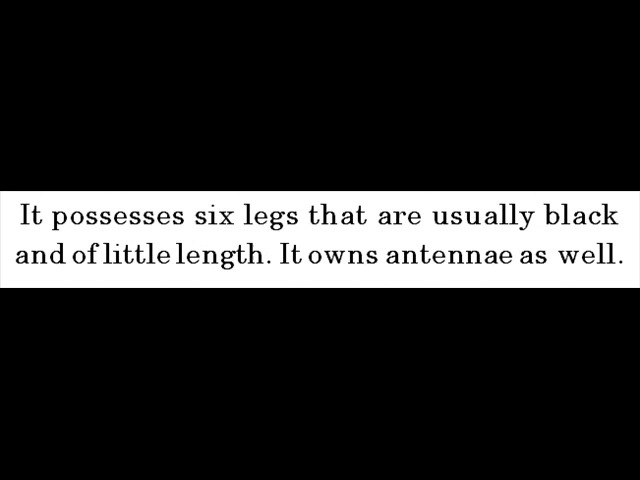 It possesses six legs that are usually black
and of little length. It owns antennae as well.